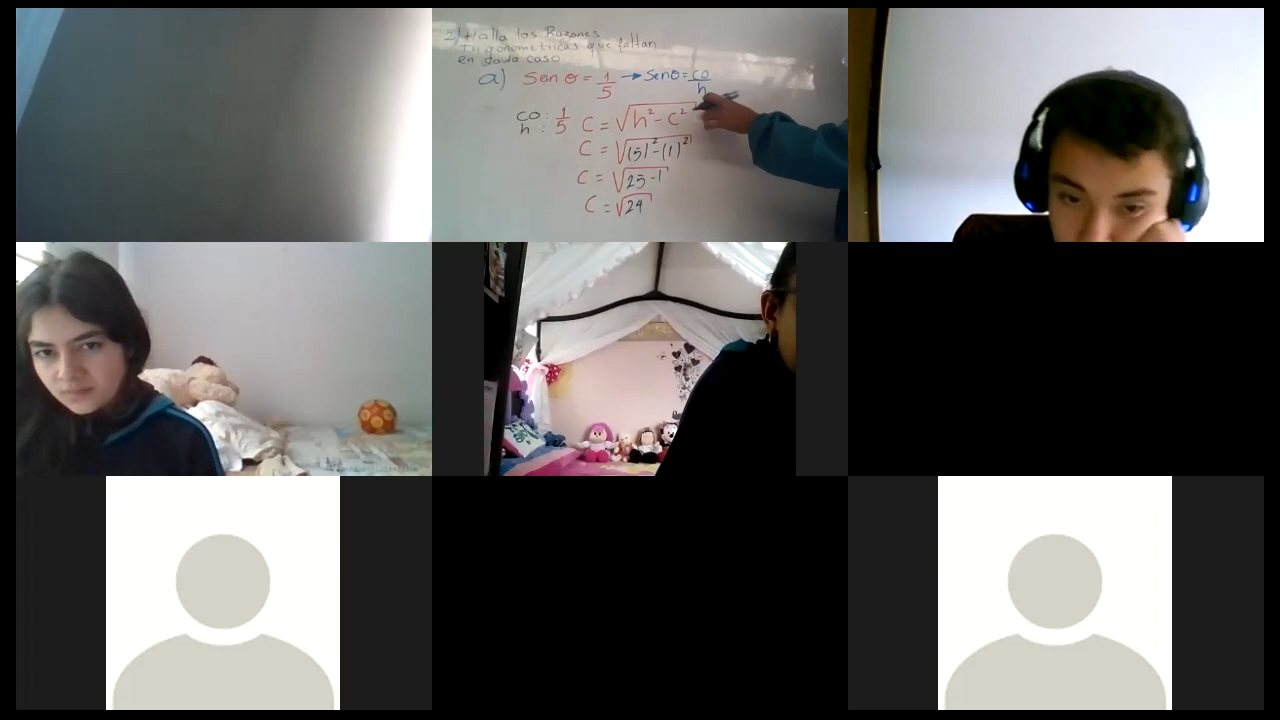 2) Halla las Razones
Trigonometricas que faltan
en cada caso
a) Sen θ = 1/5 → Senθ = co/h
co : 1
h : 5
C = √h² - c²
C = √(5)² - (1)²
C = √25 - 1
C = √24